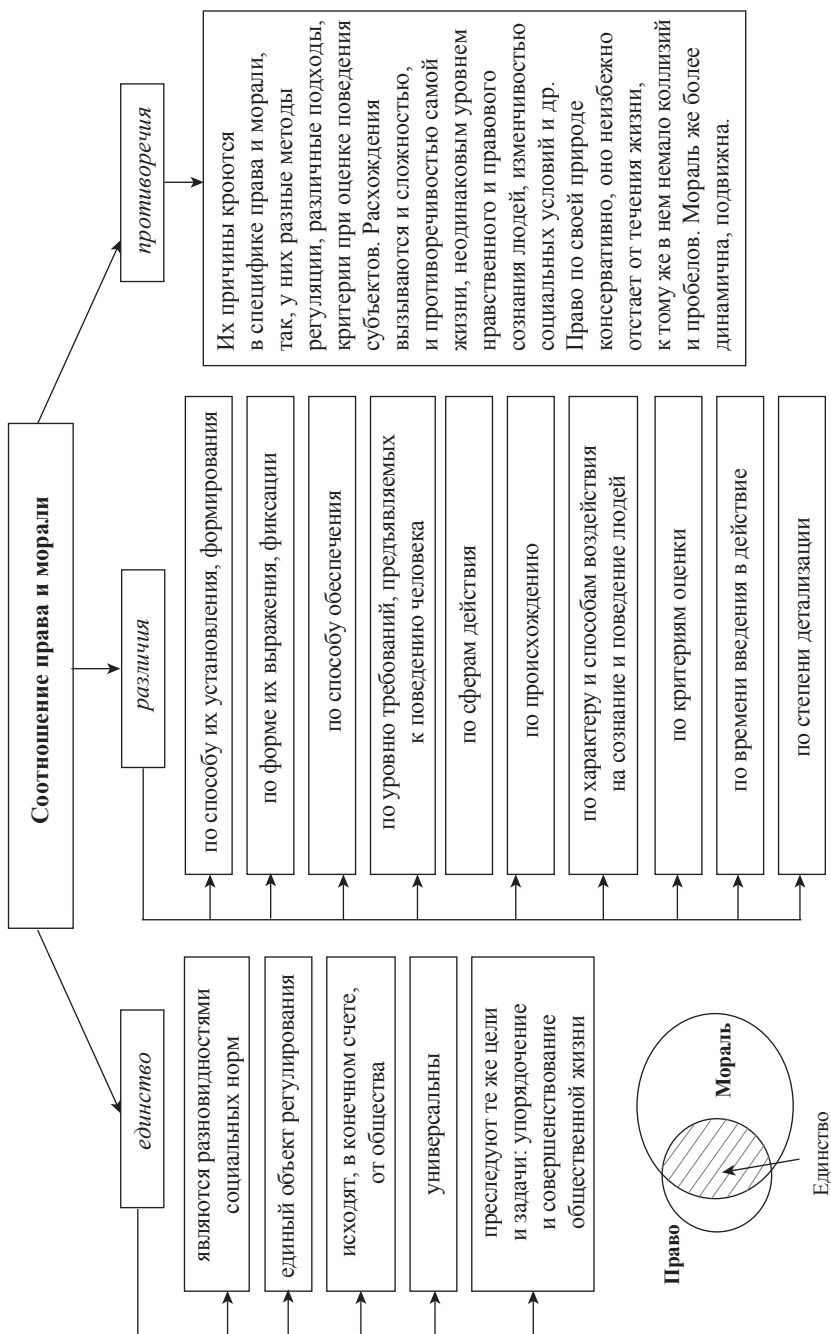 Соотношение права и морали
единство
являются разновидностями
социальных норм
единый объект регулирования
исходят, в конечном счете,
от общества
универсальны
преследуют те же цели
и задачи: упорядочение
и совершенствование
общественной жизни
Право
Мораль
Единство
различия
по способу их установления, формирования
по форме их выражения, фиксации
по способу обеспечения
по уровню требований, предъявляемых
к поведению человека
по сферам действия
по происхождению
по характеру и способам воздействия
на сознание и поведение людей
по критериям оценки
по времени введения в действие
по степени детализации
противоречия
Их причины кроются
в специфике права и морали,
так, у них разные методы
регуляции, различные подходы,
критерии при оценке поведения
субъектов. Расхождения
вызываются и сложностью,
и противоречивостью самой
жизни, неодинаковым уровнем
нравственного и правового
сознания людей, изменчивостью
социальных условий и др.
Право по своей природе
консервативно, оно неизбежно
отстает от течения жизни,
к тому же в нем немало коллизий
и пробелов. Мораль же более
динамична, подвижна.